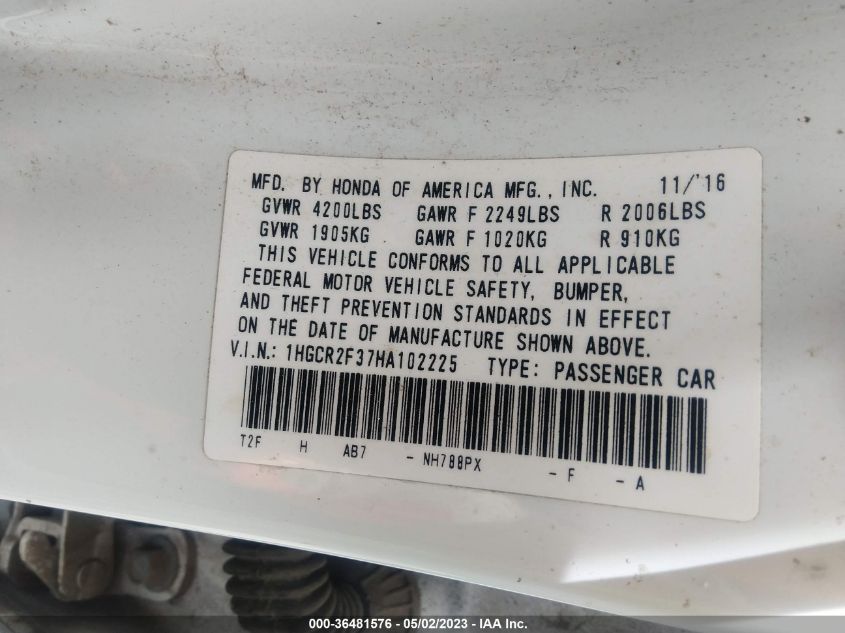 MFD. BY HONDA OF AMERICA MFG., INC. 11/'16
GVWR 4200LBS GAWR F 2249LBS R 2006LBS
GVWR 1905KG GAWR F 1020KG R 910KG
THIS VEHICLE CONFORMS TO ALL APPLICABLE
FEDERAL MOTOR VEHICLE SAFETY, BUMPER,
AND THEFT PREVENTION STANDARDS IN EFFECT
ON THE DATE OF MANUFACTURE SHOWN ABOVE.
V.I.N.: 1HGCR2F37HA102225 TYPE: PASSENGER CAR
T2F H AB7 - NH788PX - F - A
000-36481576 - 05/02/2023 - IAA Inc.